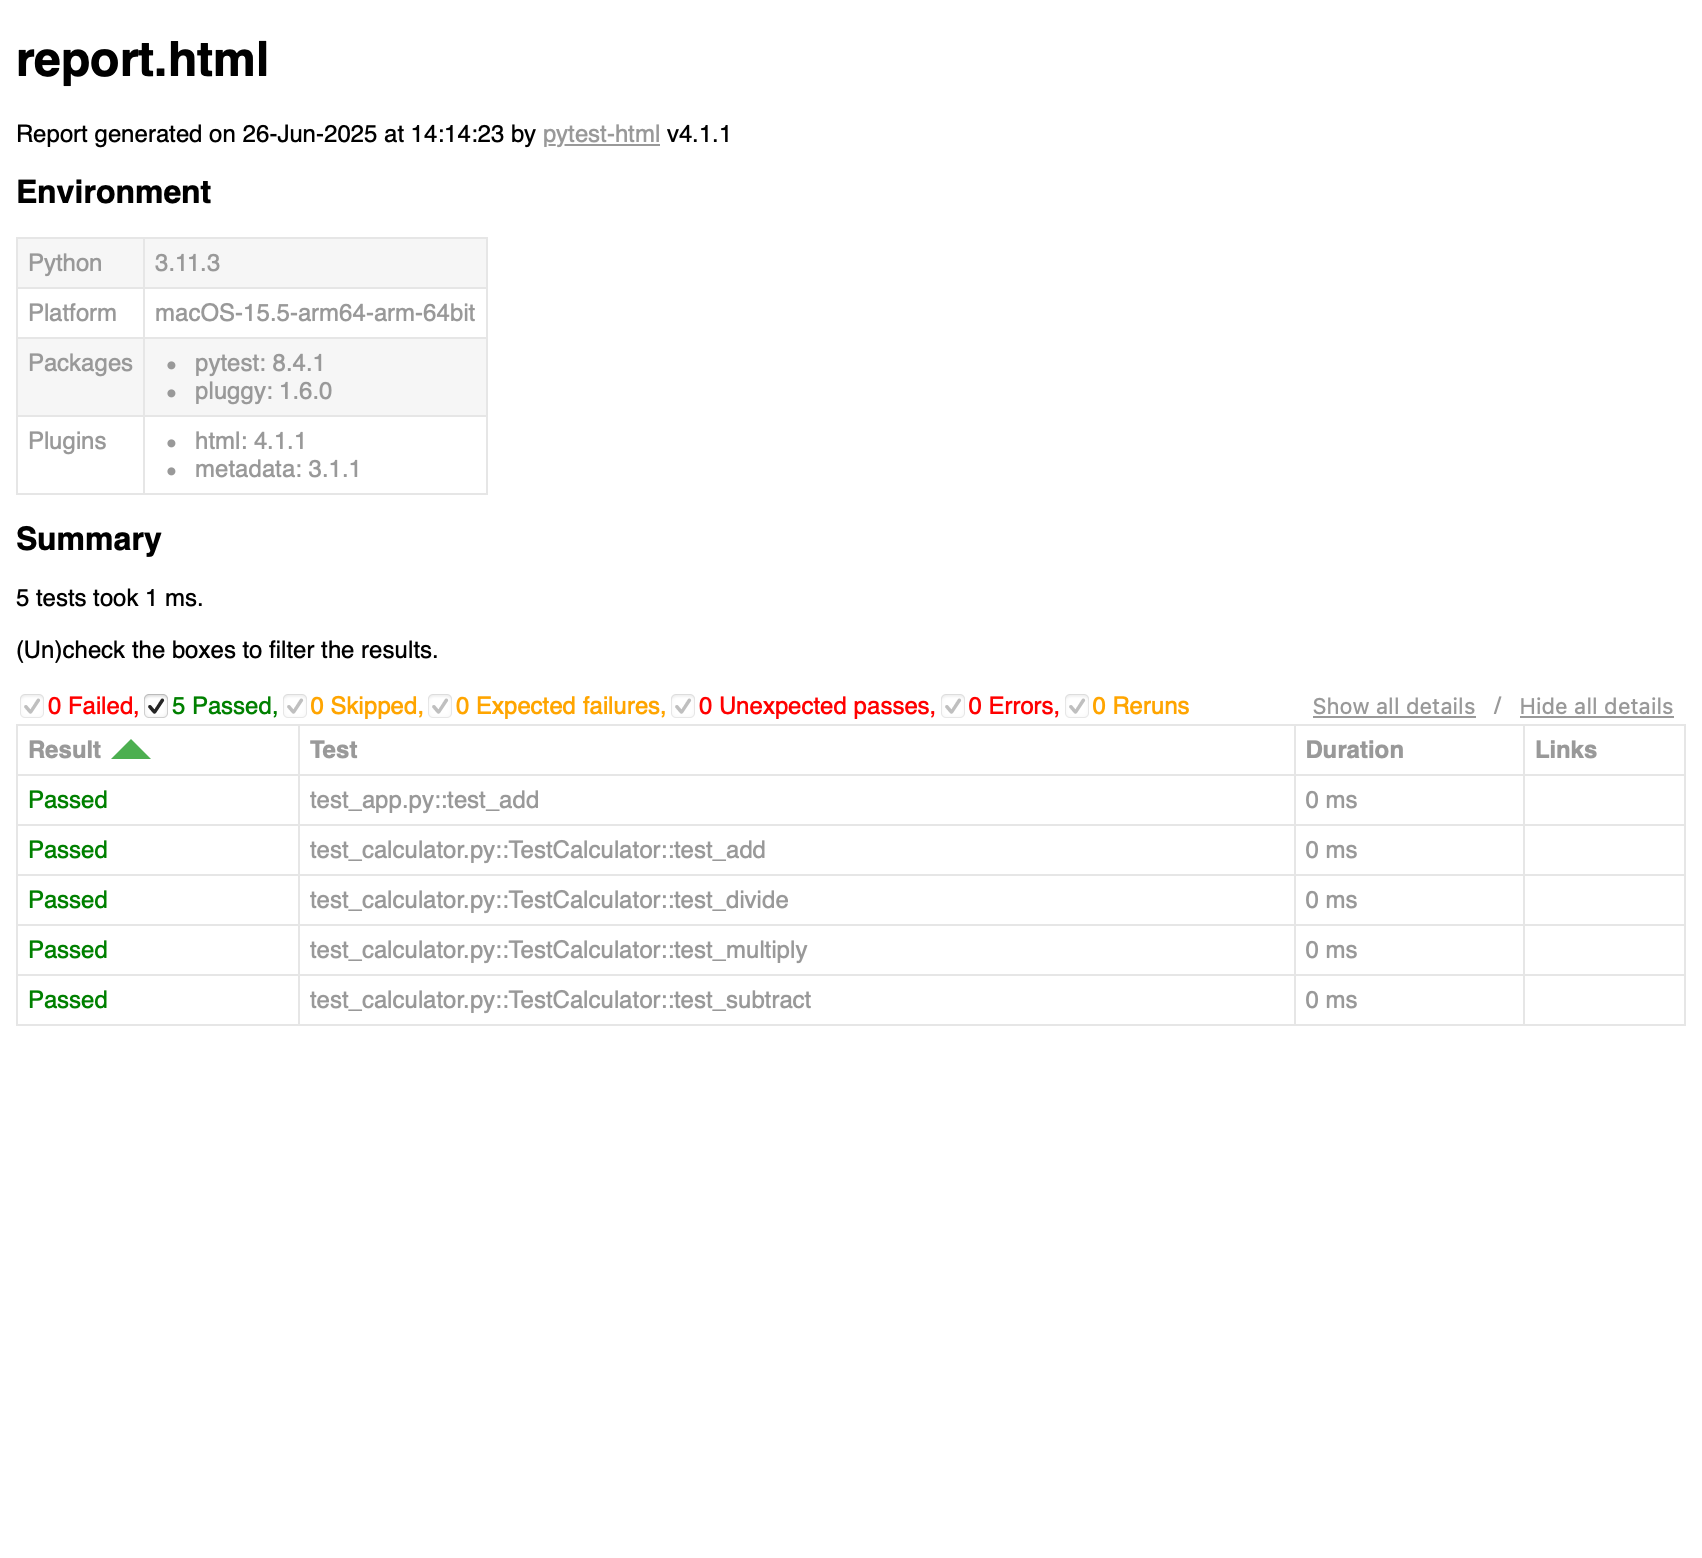 report.html
Report generated on 26-Jun-2025 at 14:14:23 by pytest-html v4.1.1
Environment
Python 3.11.3
Platform macOS-15.5-arm64-arm-64bit
Packages • pytest: 8.4.1
• pluggy: 1.6.0
Plugins • html: 4.1.1
• metadata: 3.1.1
Summary
5 tests took 1 ms.
(Un)check the boxes to filter the results.
0 Failed, 5 Passed, 0 Skipped, 0 Expected failures, 0 Unexpected passes, 0 Errors, 0 Reruns Show all details / Hide all details
Result Test Duration Links
Passed test_app.py::test_add 0 ms
Passed test_calculator.py::TestCalculator::test_add 0 ms
Passed test_calculator.py::TestCalculator::test_divide 0 ms
Passed test_calculator.py::TestCalculator::test_multiply 0 ms
Passed test_calculator.py::TestCalculator::test_subtract 0 ms